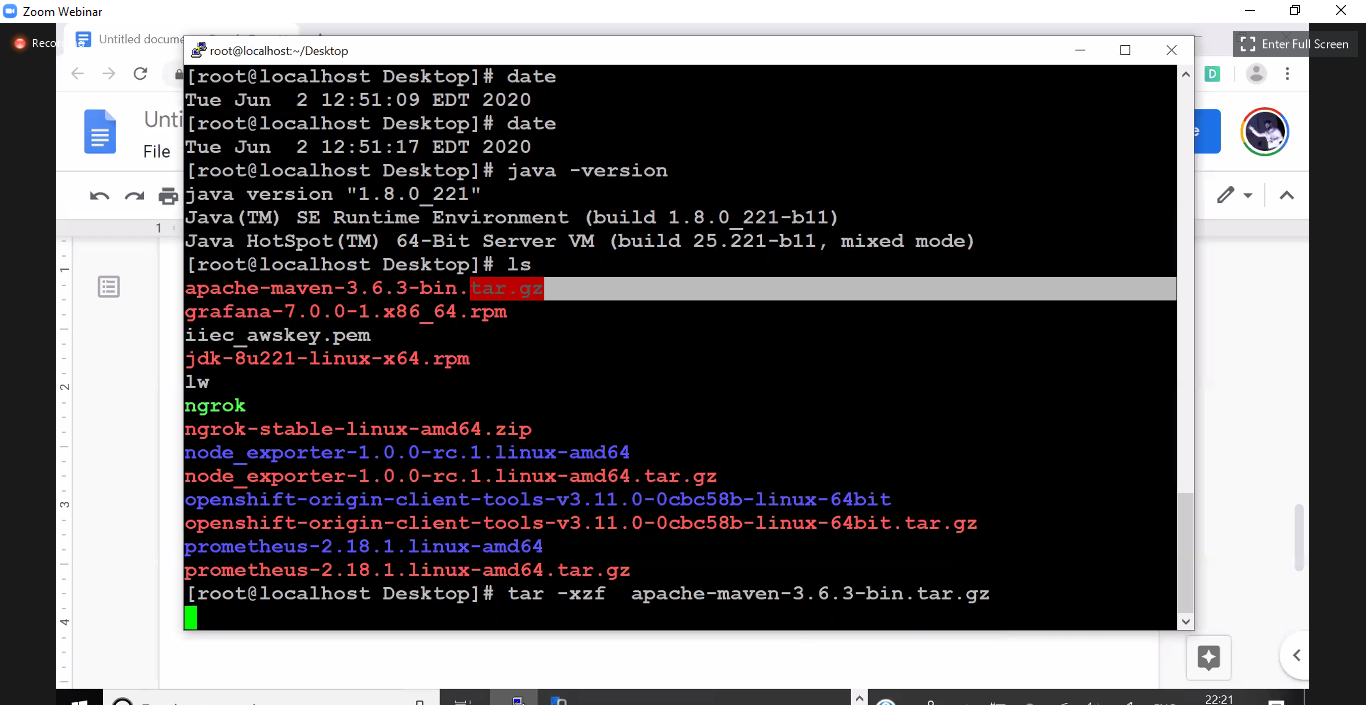 Zoom Webinar
Untitled docume
root@localhost:~/Desktop
Enter Full Screen
D
[root@localhost Desktop]# date
Tue Jun  2 12:51:09 EDT 2020
[root@localhost Desktop]# date
Tue Jun  2 12:51:17 EDT 2020
[root@localhost Desktop]# java -version
java version "1.8.0_221"
Java(TM) SE Runtime Environment (build 1.8.0_221-b11)
Java HotSpot(TM) 64-Bit Server VM (build 25.221-b11, mixed mode)
[root@localhost Desktop]# ls
apache-maven-3.6.3-bin.tar.gz
grafana-7.0.0-1.x86_64.rpm
iiec_awskey.pem
jdk-8u221-linux-x64.rpm
lw
ngrok
ngrok-stable-linux-amd64.zip
node_exporter-1.0.0-rc.1.linux-amd64
node_exporter-1.0.0-rc.1.linux-amd64.tar.gz
openshift-origin-client-tools-v3.11.0-0cbc58b-linux-64bit
openshift-origin-client-tools-v3.11.0-0cbc58b-linux-64bit.tar.gz
prometheus-2.18.1.linux-amd64
prometheus-2.18.1.linux-amd64.tar.gz
[root@localhost Desktop]# tar -xzf  apache-maven-3.6.3-bin.tar.gz
Unti
File
1
1
2
3
4
22:21